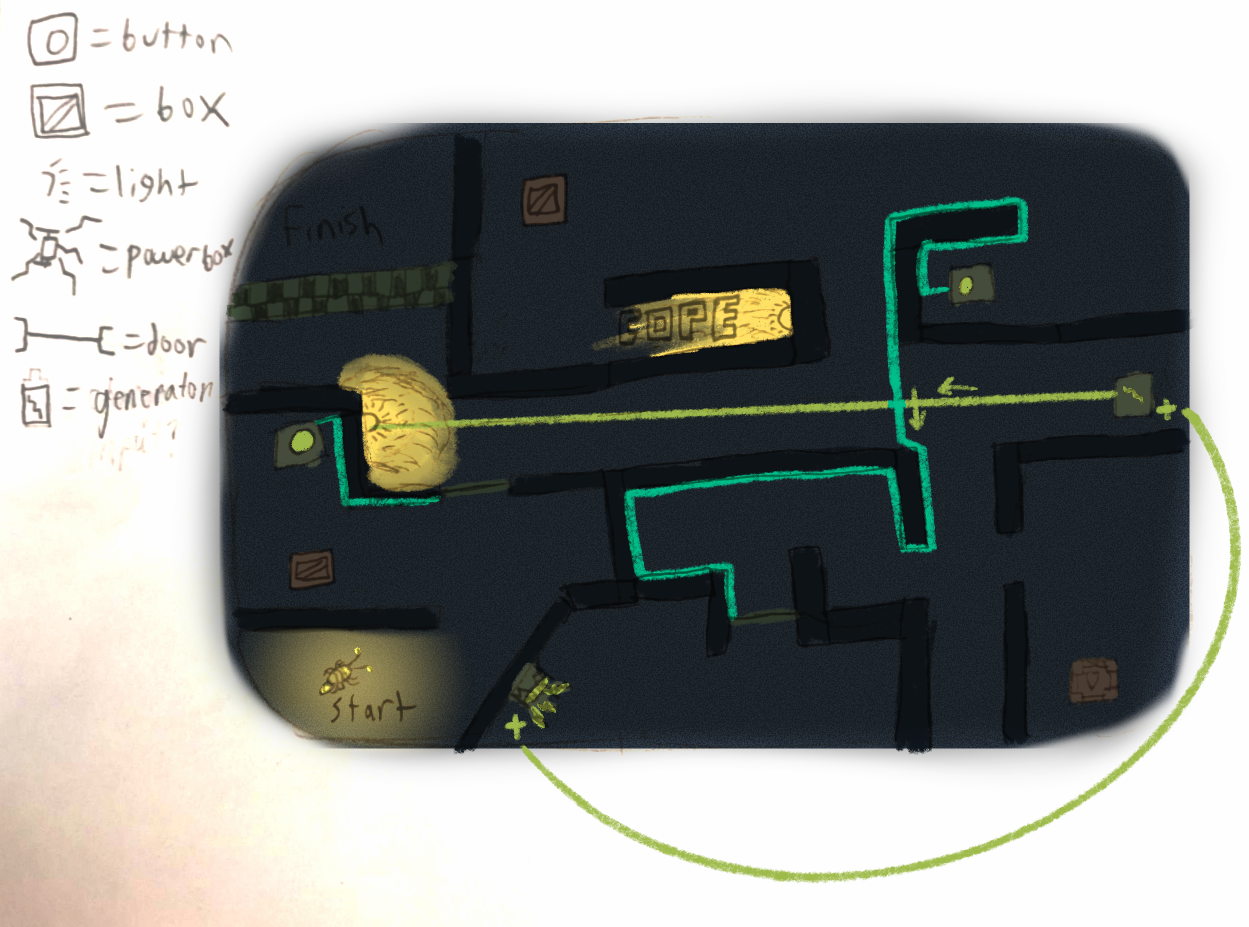 = button
= box
= light
= powerbox
= door
= generator
Finish
COPE
start